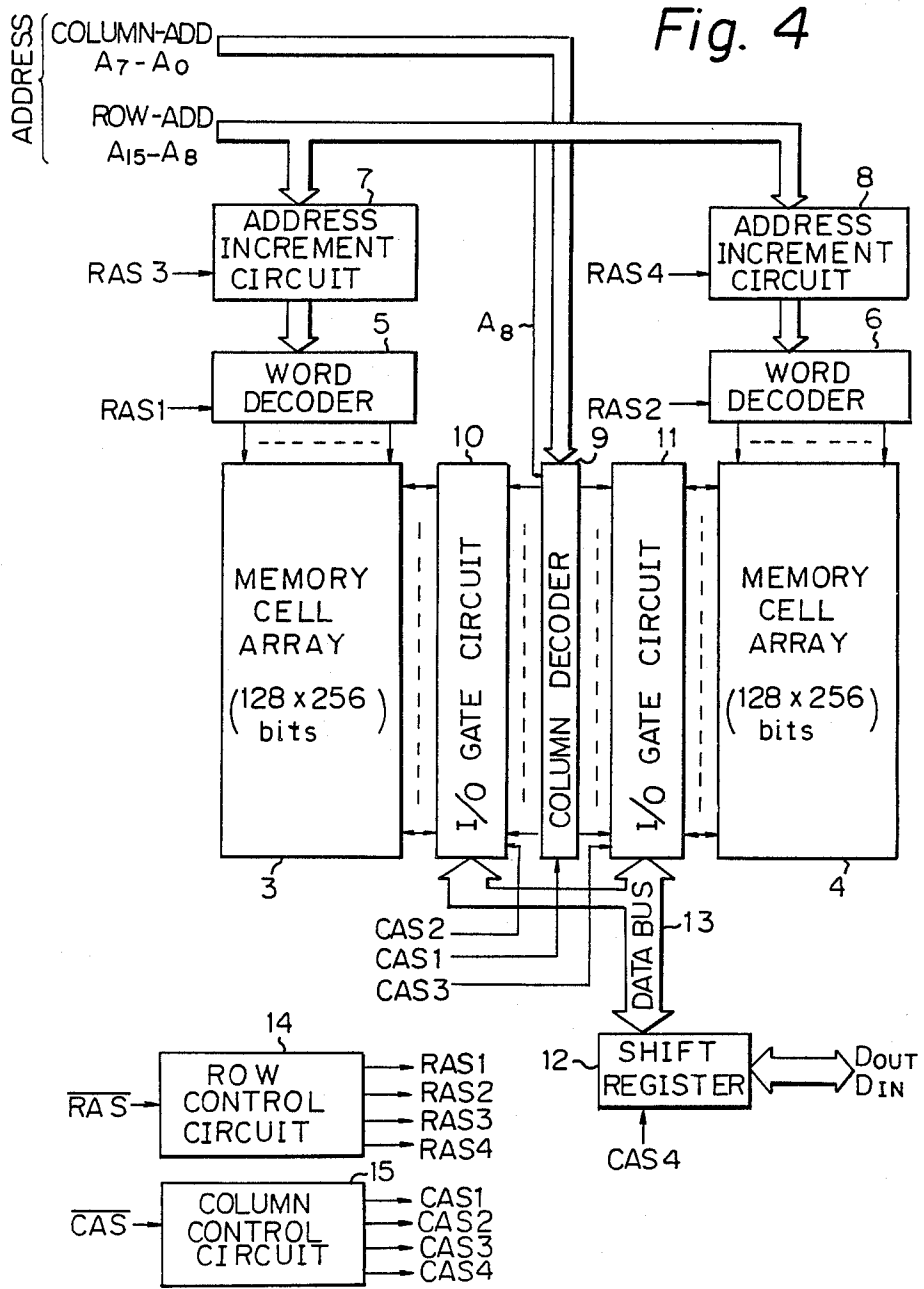 Fig. 4
ADDRESS
COLUMN-ADD
A7-A0
ROW-ADD
A15-A8
7
ADDRESS
INCREMENT
CIRCUIT
RAS 3
8
ADDRESS
INCREMENT
CIRCUIT
RAS4
A8
5
WORD
DECODER
RAS1
6
WORD
DECODER
RAS2
10
9
11
MEMORY
CELL
ARRAY
(128 x 256)
bits
3
I/O GATE CIRCUIT
COLUMN DECODER
I/O GATE CIRCUIT
MEMORY
CELL
ARRAY
(128 x 256)
bits
4
CAS2
CAS1
CAS3
DATA BUS
13
12
SHIFT
REGISTER
DOUT
DIN
CAS4
14
RAS
ROW
CONTROL
CIRCUIT
RAS1
RAS2
RAS3
RAS4
15
CAS
COLUMN
CONTROL
CIRCUIT
CAS1
CAS2
CAS3
CAS4